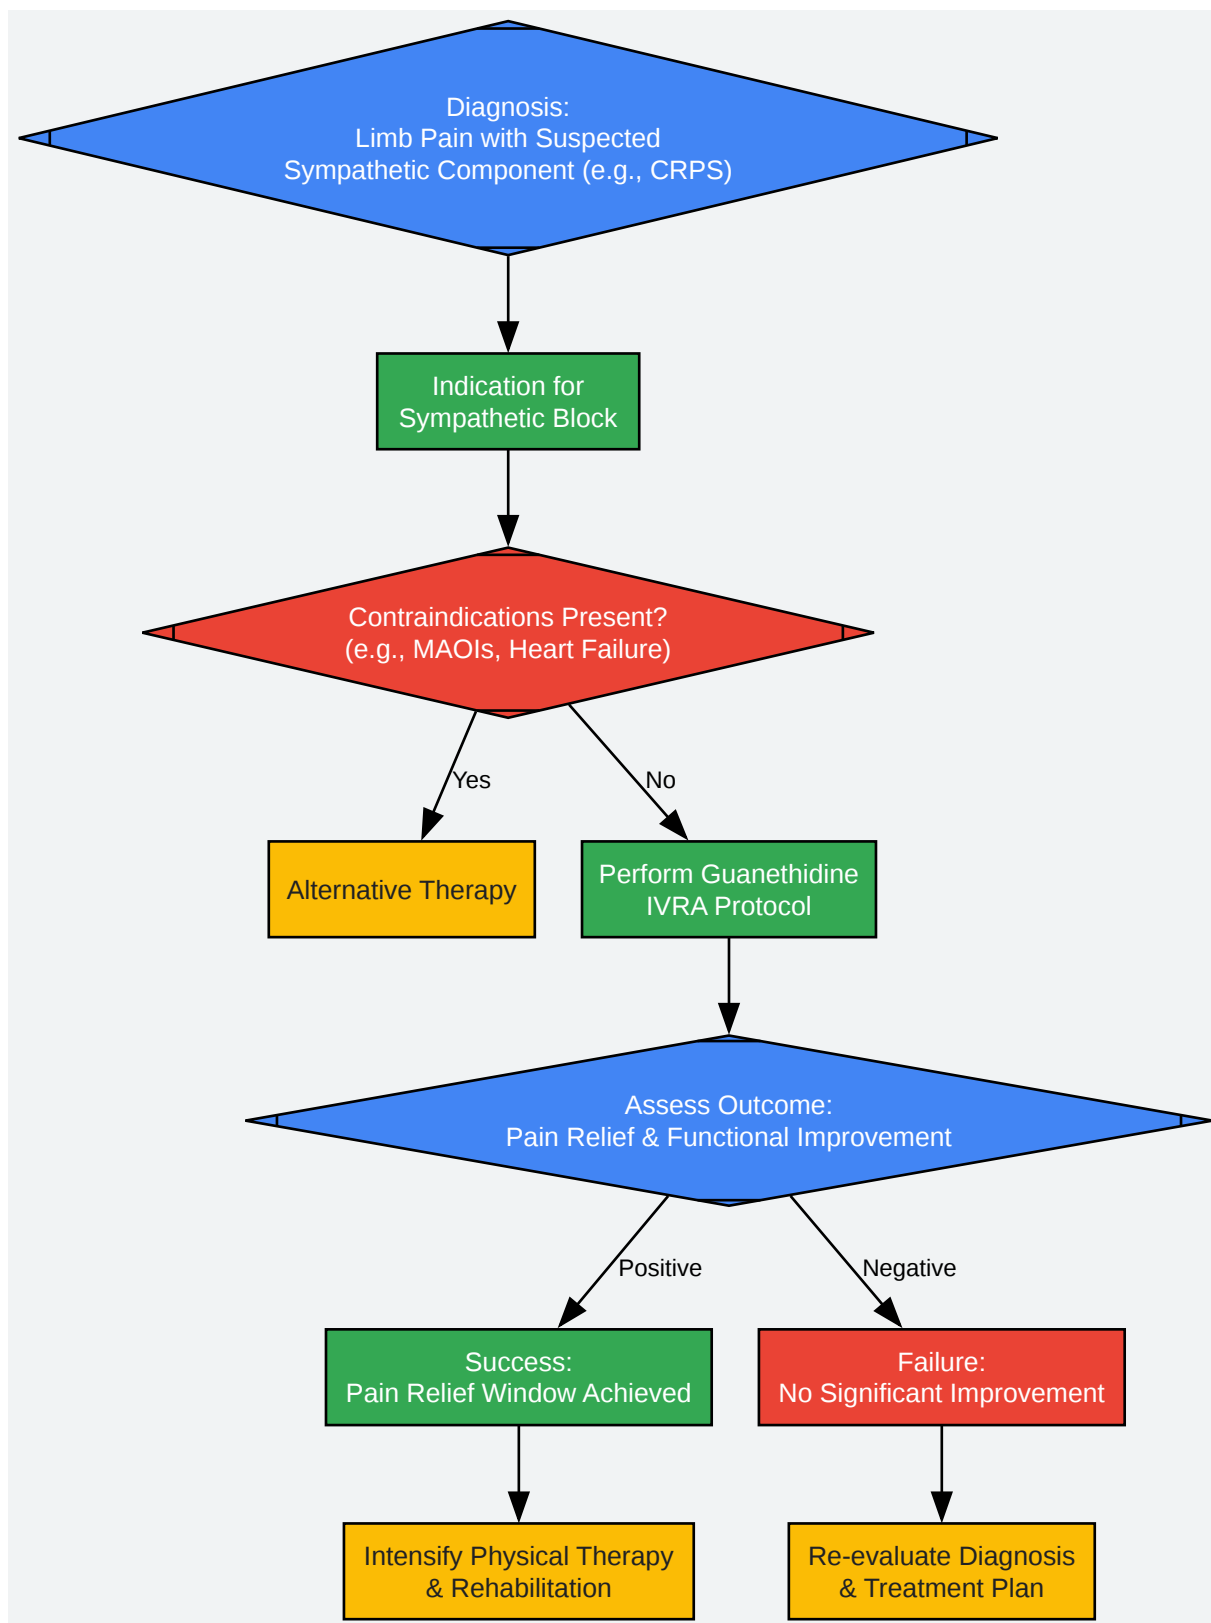 Diagnosis:
Limb Pain with Suspected
Sympathetic Component (e.g., CRPS)
Indication for
Sympathetic Block
Contraindications Present?
(e.g., MAOIs, Heart Failure)
Yes
No
Alternative Therapy
Perform Guanethidine
IVRA Protocol
Assess Outcome:
Pain Relief & Functional Improvement
Positive
Negative
Success:
Pain Relief Window Achieved
Failure:
No Significant Improvement
Intensify Physical Therapy
& Rehabilitation
Re-evaluate Diagnosis
& Treatment Plan